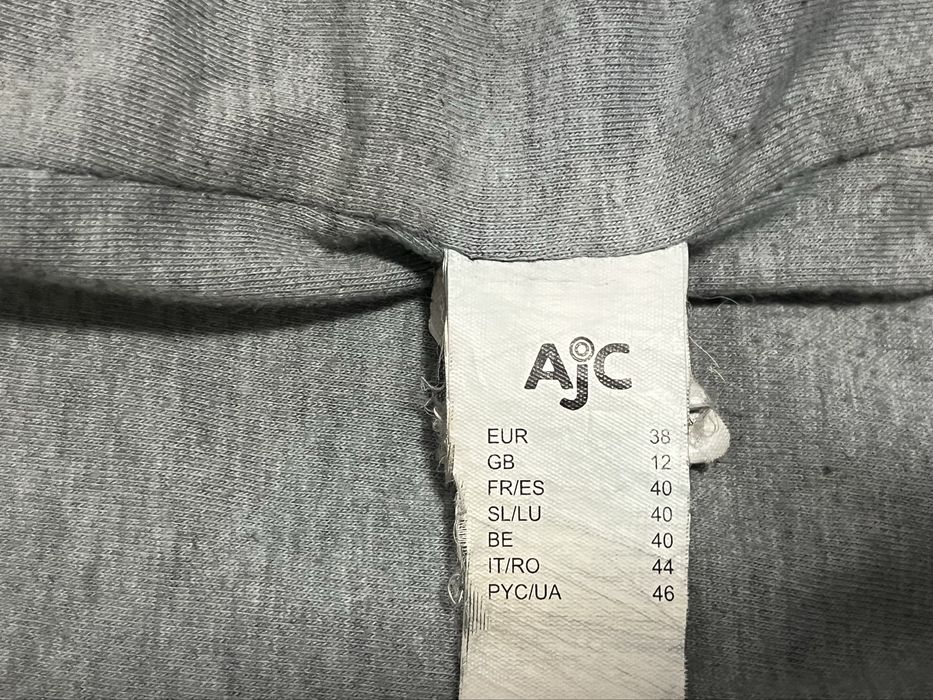 AjC
EUR 38
GB 12
FR/ES 40
SL/LU 40
BE 40
IT/RO 44
PYC/UA 46